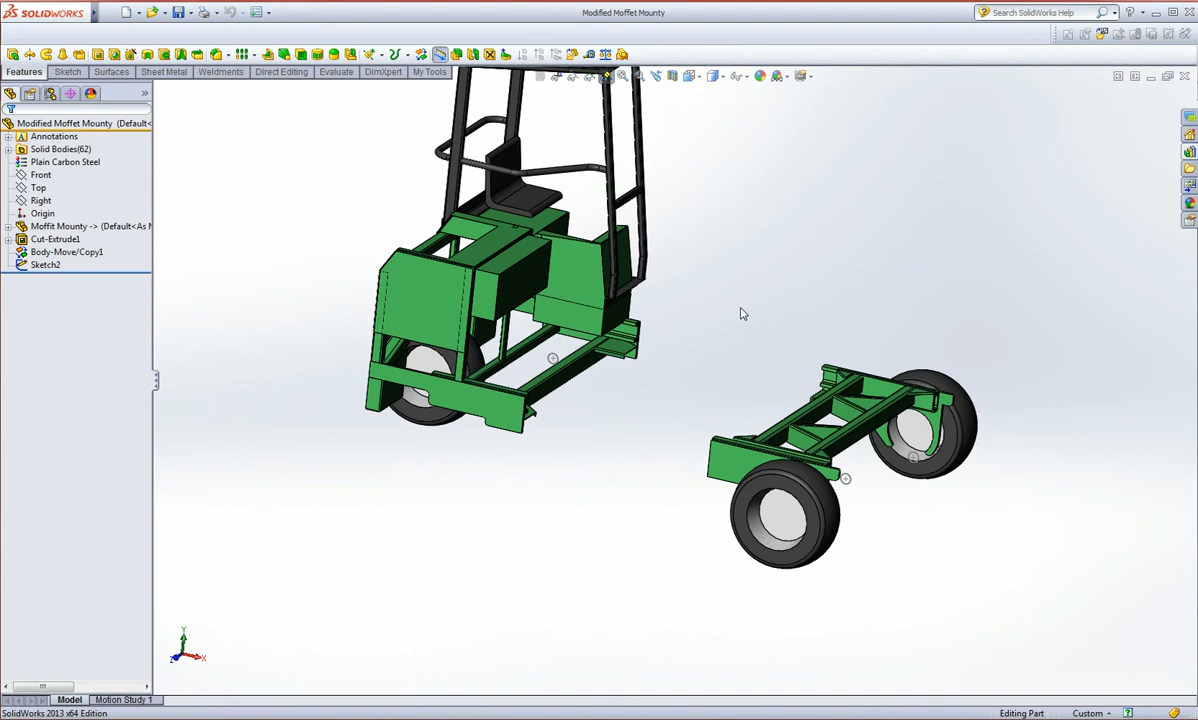 SOLIDWORKS
Modified Moffet Mounty
Search SolidWorks Help
Features
Sketch
Surfaces
Sheet Metal
Weldments
Direct Editing
Evaluate
DimXpert
My Tools
Modified Moffet Mounty (Default<
Annotations
Solid Bodies(62)
Plain Carbon Steel
Front
Top
Right
Origin
Moffit Mounty -> (Default<As M
Cut-Extrude1
Body-Move/Copy1
Sketch2
Y
X
Z
Model
Motion Study 1
SolidWorks 2013 x64 Edition
Editing Part
Custom